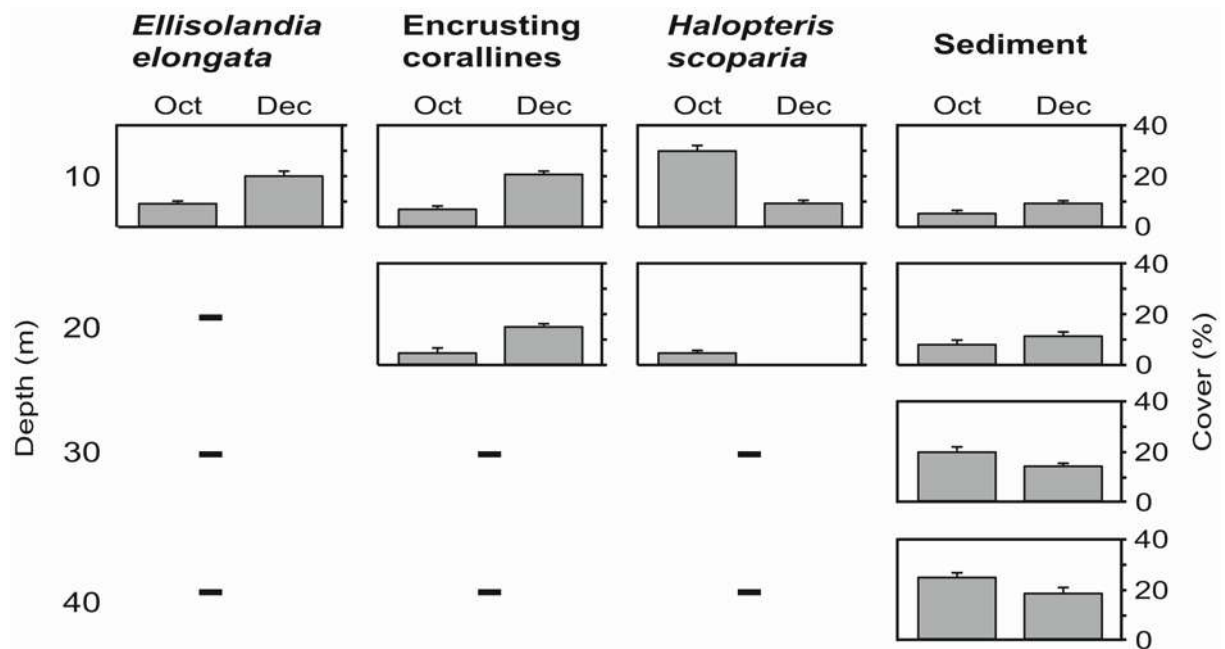 Ellisolandia
elongata
Encrusting
corallines
Halopteris
scoparia
Sediment
Oct Dec Oct Dec Oct Dec Oct Dec
10
40
20
0
20
40
20
0
30
40
20
0
40
40
20
0
Depth (m)
Cover (%)